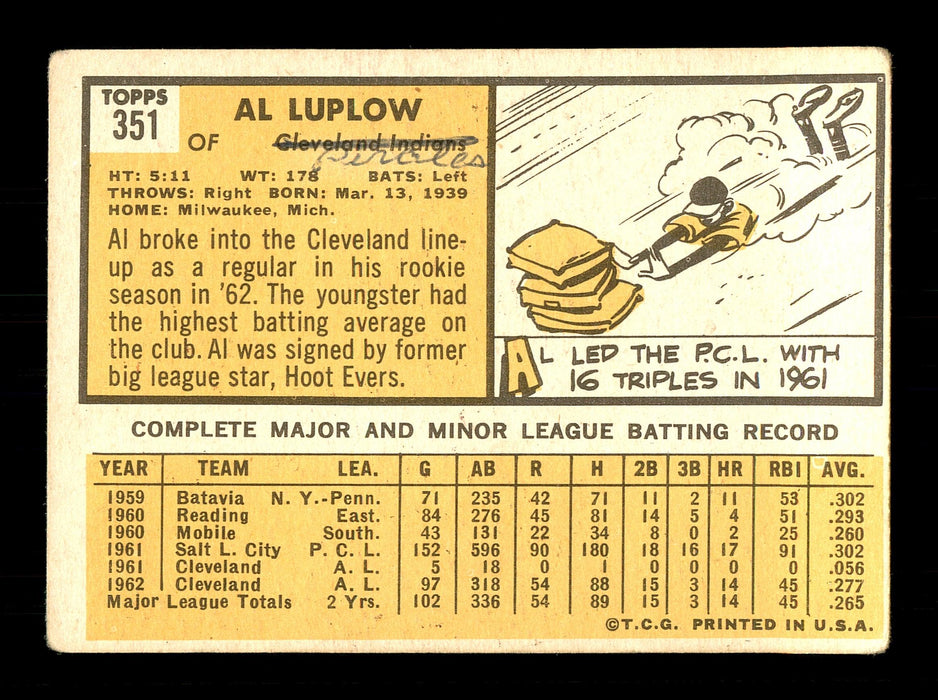 TOPPS
351
AL LUPLOW
OF Cleveland Indians
HT: 5:11 WT: 178 BATS: Left
THROWS: Right BORN: Mar. 13, 1939
HOME: Milwaukee, Mich.
Al broke into the Cleveland line-
up as a regular in his rookie
season in '62. The youngster had
the highest batting average on
the club. Al was signed by former
big league star, Hoot Evers.
AL LED THE P.C.L. WITH
16 TRIPLES IN 1961
COMPLETE MAJOR AND MINOR LEAGUE BATTING RECORD
YEAR TEAM LEA. G AB R H 2B 3B HR RBI AVG.
1959 Batavia N. Y.-Penn. 71 235 42 71 11 2 11 53 .302
1960 Reading East. 84 276 45 81 14 5 4 51 .293
1960 Mobile South. 43 131 22 34 8 0 2 25 .260
1961 Salt L. City P. C. L. 152 596 90 180 18 16 17 91 .302
1961 Cleveland A. L. 5 18 0 1 0 0 0 0 .056
1962 Cleveland A. L. 97 318 54 88 15 3 14 45 .277
Major League Totals 2 Yrs. 102 336 54 89 15 3 14 45 .265
©T.C.G. PRINTED IN U.S.A.